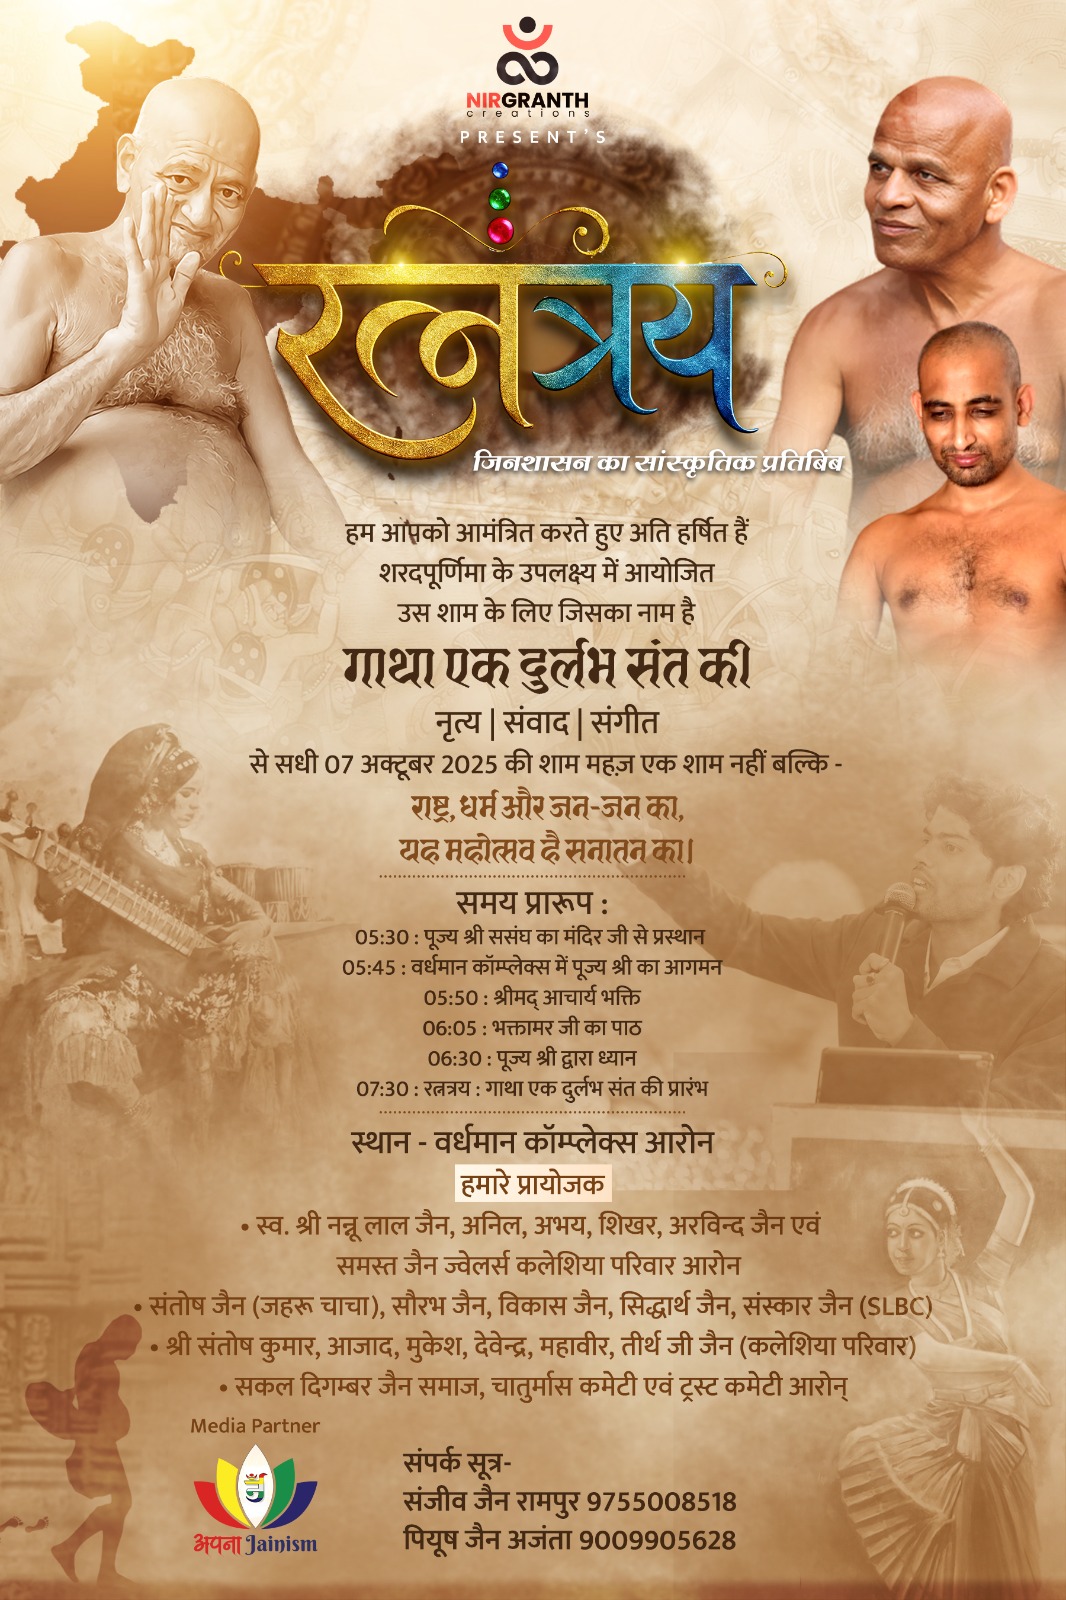 NIRGRANTH
creations
PRESENT'S
रत्नत्रय
जिनशासन का सांस्कृतिक प्रतिबिंब
हम आपको आमंत्रित करते हुए अति हर्षित हैं
शरदपूर्णिमा के उपलक्ष्य में आयोजित
उस शाम के लिए जिसका नाम है
गाथा एक दुर्लभ संत की
नृत्य | संवाद | संगीत
से सधी 07 अक्टूबर 2025 की शाम महज़ एक शाम नहीं बल्कि -
राष्ट्र, धर्म और जन-जन का,
यह महोत्सव है सनातन का।
समय प्रारूप :
05:30 : पूज्य श्री ससंघ का मंदिर जी से प्रस्थान
05:45 : वर्धमान कॉम्प्लेक्स में पूज्य श्री का आगमन
05:50 : श्रीमद् आचार्य भक्ति
06:05 : भक्तामर जी का पाठ
06:30 : पूज्य श्री द्वारा ध्यान
07:30 : रत्नत्रय : गाथा एक दुर्लभ संत की प्रारंभ
स्थान - वर्धमान कॉम्प्लेक्स आरोन
हमारे प्रायोजक
• स्व. श्री नन्नू लाल जैन, अनिल, अभय, शिखर, अरविन्द जैन एवं
समस्त जैन ज्वेलर्स कलेशिया परिवार आरोन
• संतोष जैन (जहरू चाचा), सौरभ जैन, विकास जैन, सिद्धार्थ जैन, संस्कार जैन (SLBC)
• श्री संतोष कुमार, आजाद, मुकेश, देवेन्द्र, महावीर, तीर्थ जी जैन (कलेशिया परिवार)
• सकल दिगम्बर जैन समाज, चातुर्मास कमेटी एवं ट्रस्ट कमेटी आरोन्
Media Partner
अपना Jainism
संपर्क सूत्र-
संजीव जैन रामपुर 9755008518
पियूष जैन अजंता 9009905628